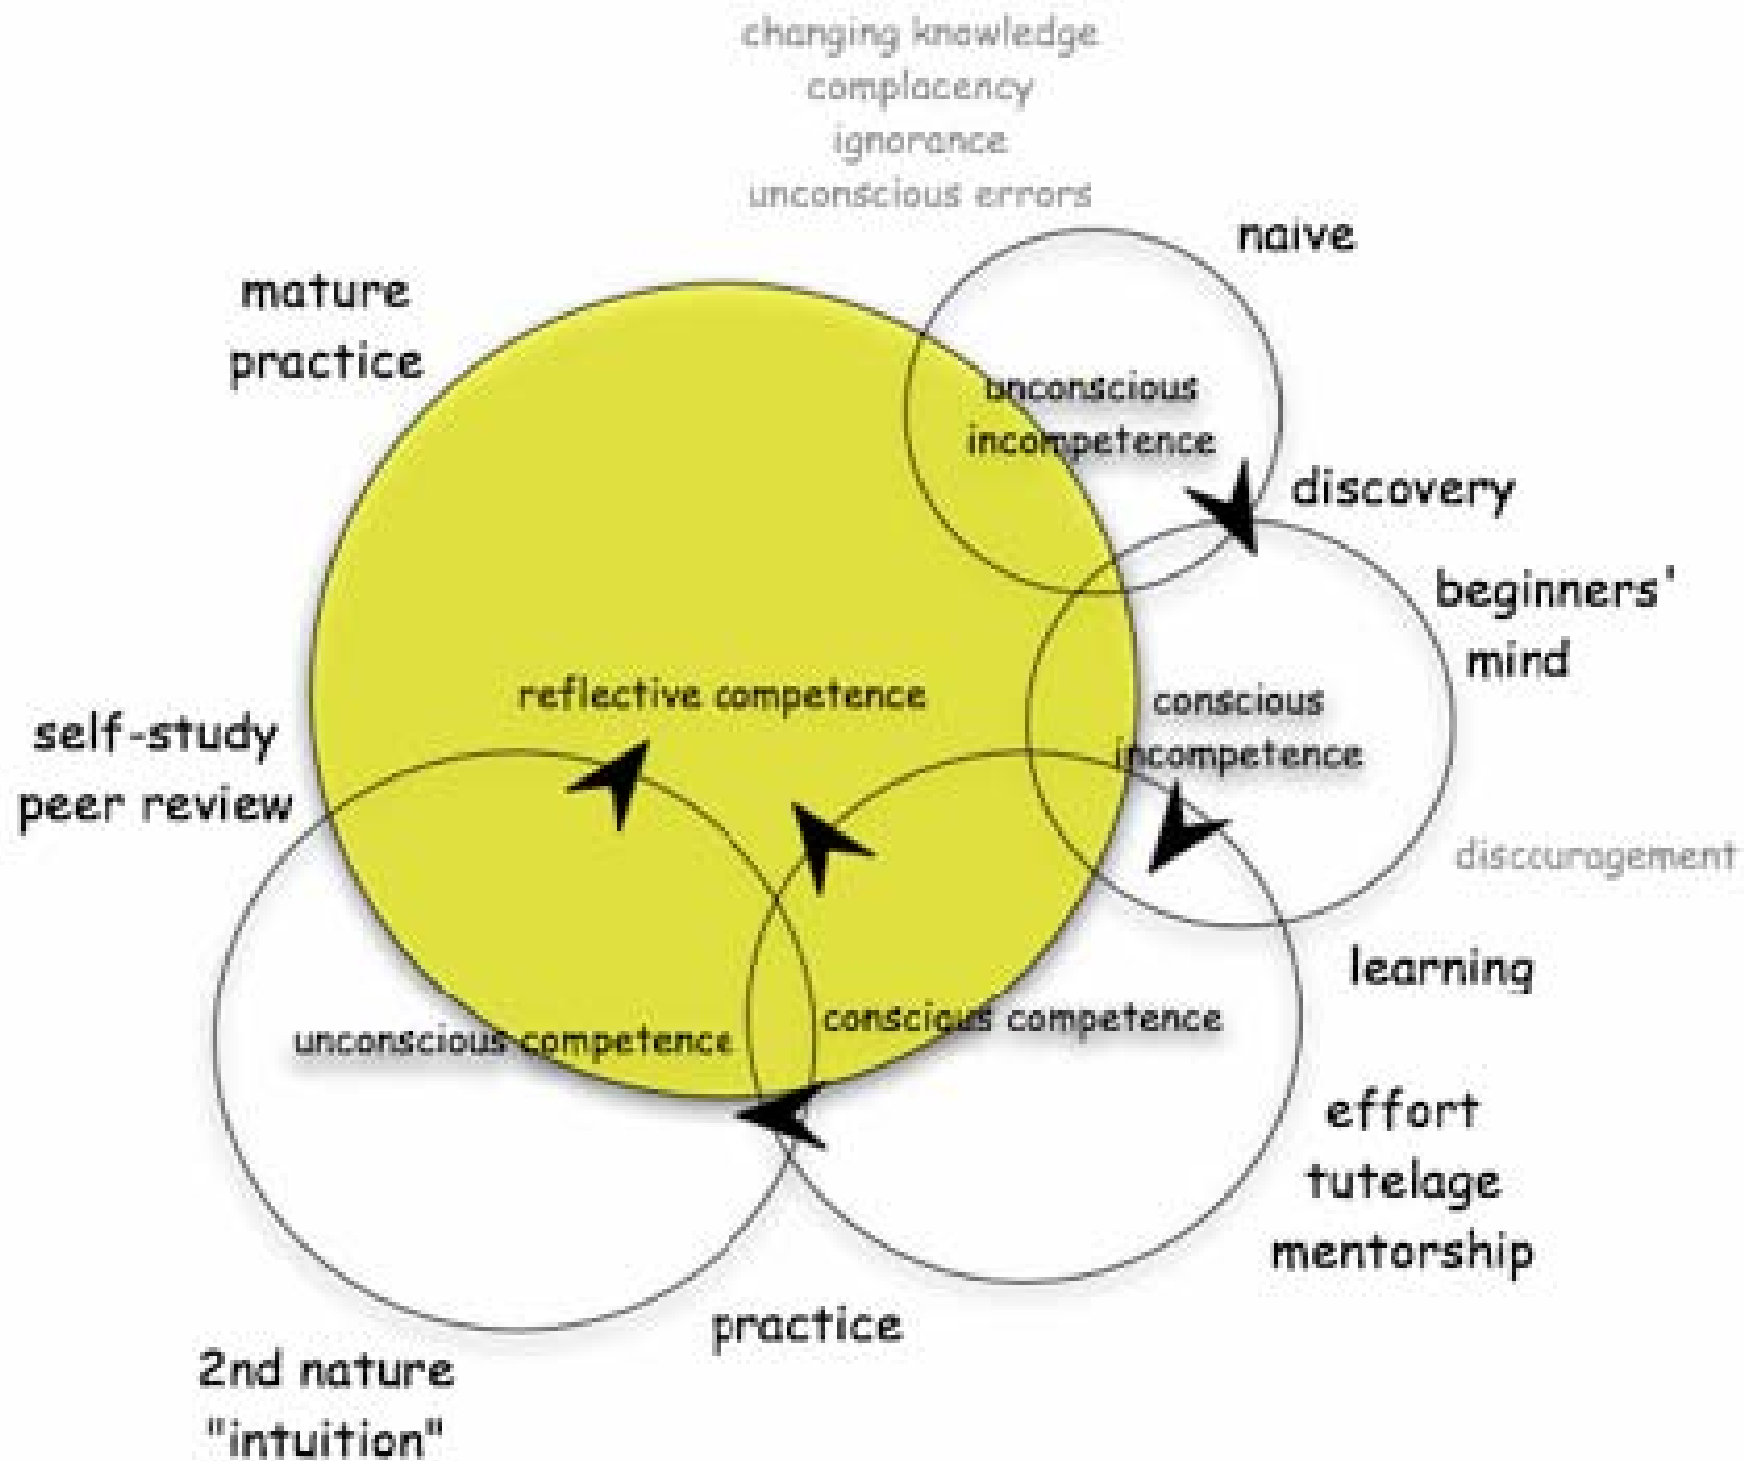 changing knowledge
complacency
ignorance
unconscious errors
naive
mature
practice
unconscious
incompetence
discovery
beginners'
mind
conscious
incompetence
reflective competence
self-study
peer review
discouragement
learning
unconscious competence
conscious competence
effort
tutelage
mentorship
practice
2nd nature
"intuition"